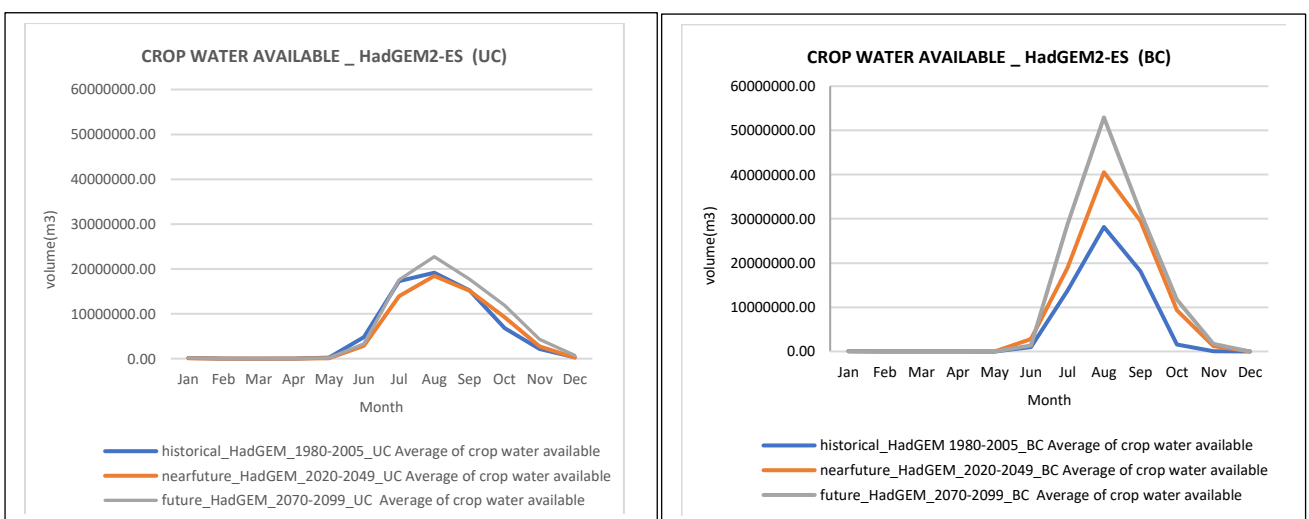 CROP WATER AVAILABLE _ HadGEM2-ES (UC)
60000000.00
50000000.00
40000000.00
30000000.00
20000000.00
10000000.00
0.00
volume(m3)
Jan Feb Mar Apr May Jun Jul Aug Sep Oct Nov Dec
Month
historical_HadGEM_1980-2005_UC Average of crop water available
nearfuture_HadGEM_2020-2049_UC Average of crop water available
future_HadGEM_2070-2099_UC Average of crop water available
CROP WATER AVAILABLE _ HadGEM2-ES (BC)
60000000.00
50000000.00
40000000.00
30000000.00
20000000.00
10000000.00
0.00
volume(m3)
Jan Feb Mar Apr May Jun Jul Aug Sep Oct Nov Dec
Month
historical_HadGEM 1980-2005_BC Average of crop water available
nearfuture_HadGEM_2020-2049_BC Average of crop water available
future_HadGEM_2070-2099_BC Average of crop water available